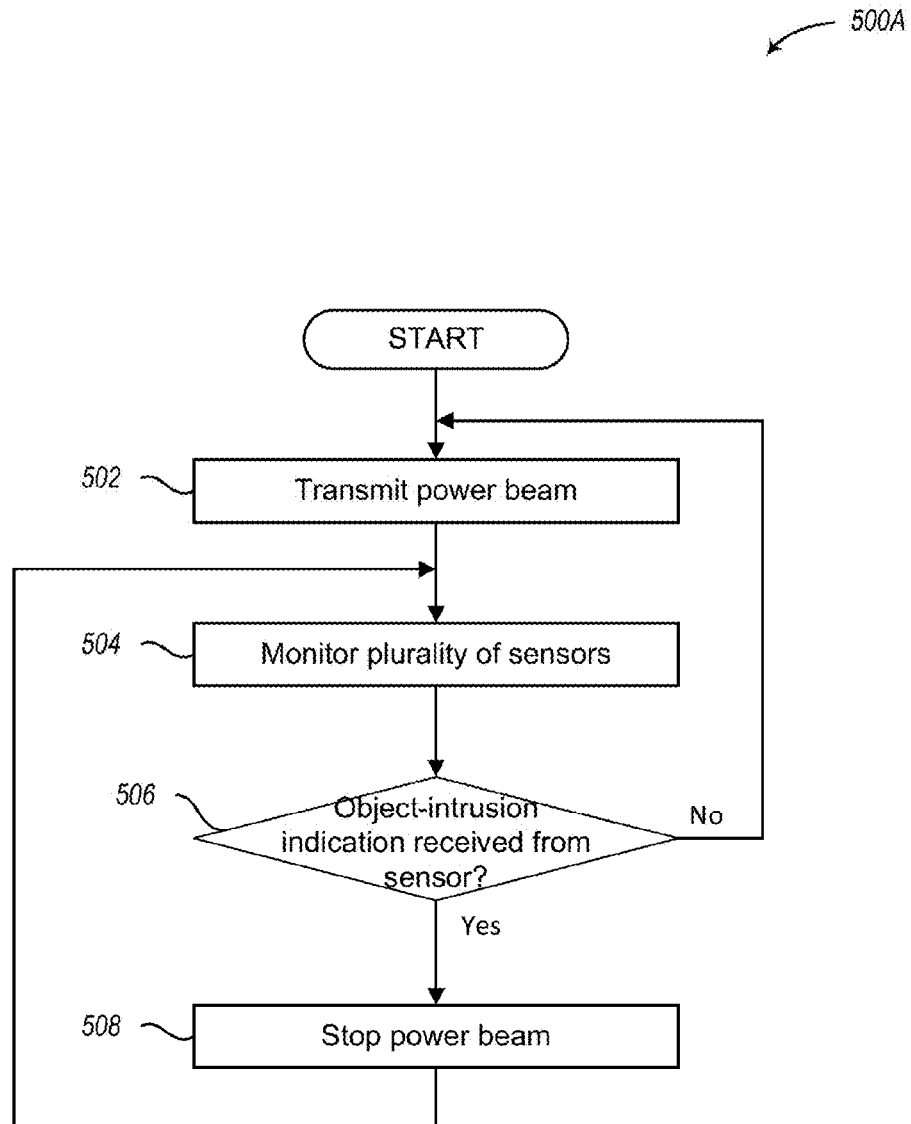 500A
START
502
Transmit power beam
504
Monitor plurality of sensors
506
Object-intrusion
indication received from
sensor?
No
Yes
508
Stop power beam